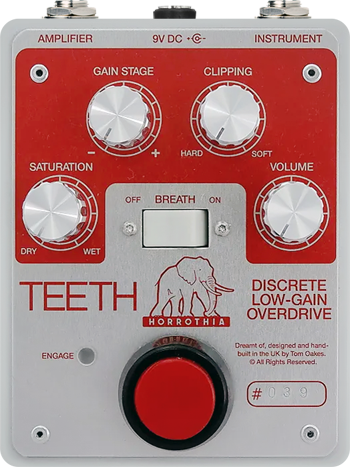 AMPLIFIER 9V DC INSTRUMENT
GAIN STAGE CLIPPING
- +
HARD SOFT
SATURATION VOLUME
OFF BREATH ON
DRY WET
TEETH
HORROTHIA
DISCRETE
LOW-GAIN
OVERDRIVE
Dreamt of, designed and hand-
built in the UK by Tom Oakes.
© All Rights Reserved.
ENGAGE
# 039